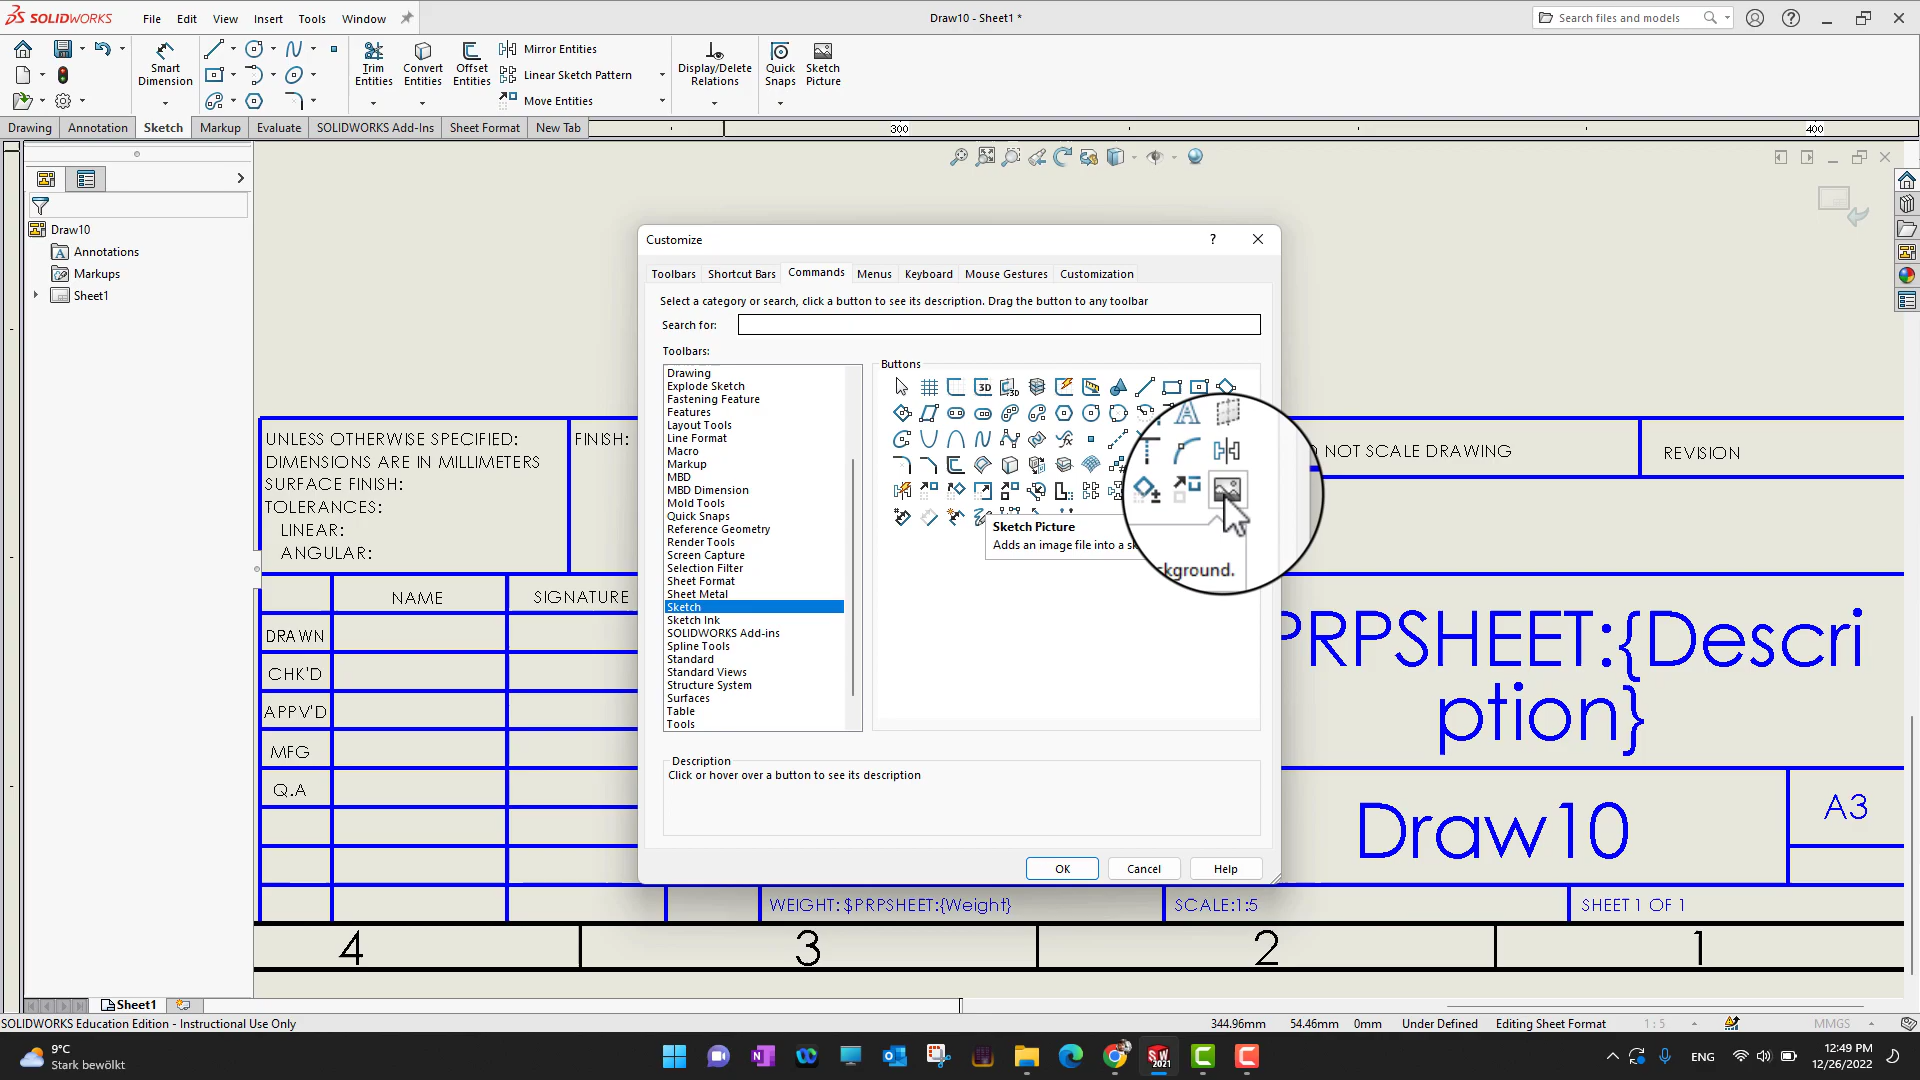 SOLIDWORKS File Edit View Insert Tools Window
Draw10 - Sheet1 *
Search files and models
Smart Dimension
Trim Entities
Convert Entities
Offset Entities
Mirror Entities
Linear Sketch Pattern
Move Entities
Display/Delete Relations
Quick Snaps
Sketch Picture
Drawing Annotation Sketch Markup Evaluate SOLIDWORKS Add-Ins Sheet Format New Tab
300 400
Draw10
Annotations
Markups
Sheet1
Customize
Toolbars Shortcut Bars Commands Menus Keyboard Mouse Gestures Customization
Select a category or search, click a button to see its description. Drag the button to any toolbar
Search for:
Toolbars:
Buttons
Drawing
Explode Sketch
Fastening Feature
Features
Layout Tools
Line Format
Macro
Markup
MBD
MBD Dimension
Mold Tools
Quick Snaps
Reference Geometry
Render Tools
Screen Capture
Selection Filter
Sheet Format
Sheet Metal
Sketch
Sketch Ink
SOLIDWORKS Add-ins
Spline Tools
Standard
Standard Views
Structure System
Surfaces
Table
Tools
3D
Sketch Picture
Adds an image file into a sk
kground.
Description
Click or hover over a button to see its description
OK Cancel Help
UNLESS OTHERWISE SPECIFIED:
DIMENSIONS ARE IN MILLIMETERS
SURFACE FINISH:
TOLERANCES:
LINEAR:
ANGULAR:
FINISH:
NOT SCALE DRAWING
REVISION
NAME SIGNATURE
DRAWN
CHK'D
APPV'D
MFG
Q.A
PRPSHEET:{Descri
ption}
Draw10
A3
WEIGHT: $PRPSHEET:{Weight}
SCALE:1:5
SHEET 1 OF 1
4 3 2 1
Sheet1
SOLIDWORKS Education Edition - Instructional Use Only
344.96mm 54.46mm 0mm Under Defined Editing Sheet Format 1 : 5 MMGS
9°C
Stark bewölkt
SW
2021
ENG
12:49 PM
12/26/2022